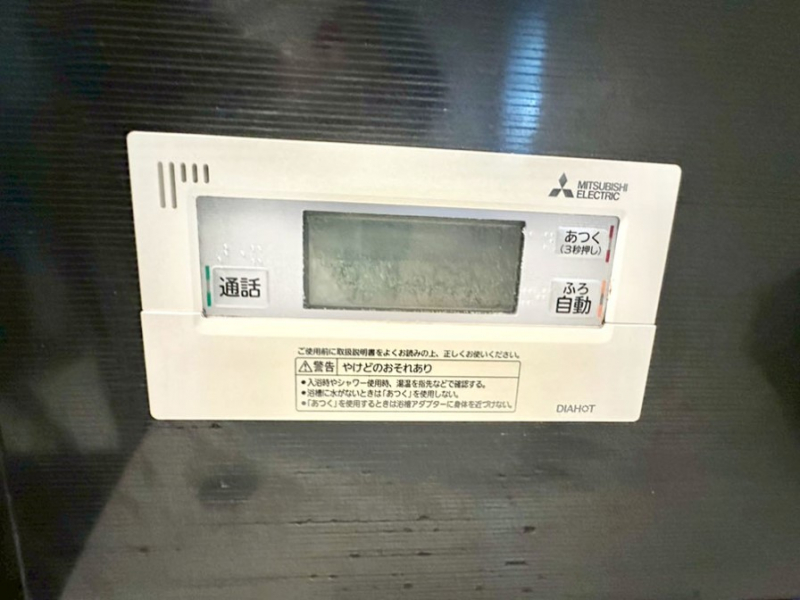 MITSUBISHI
ELECTRIC
あつく
(3秒押し)
通話
ふろ
自動
ご使用前に取扱説明書をよくお読みの上、正しくお使いください。
警告 やけどのおそれあり
●入浴時やシャワー使用時、湯温を指先などで確認する。
●浴槽に水がないときは「あつく」を使用しない。
●「あつく」を使用するときは浴槽アダプターに身体を近づけない。
DIAHOT